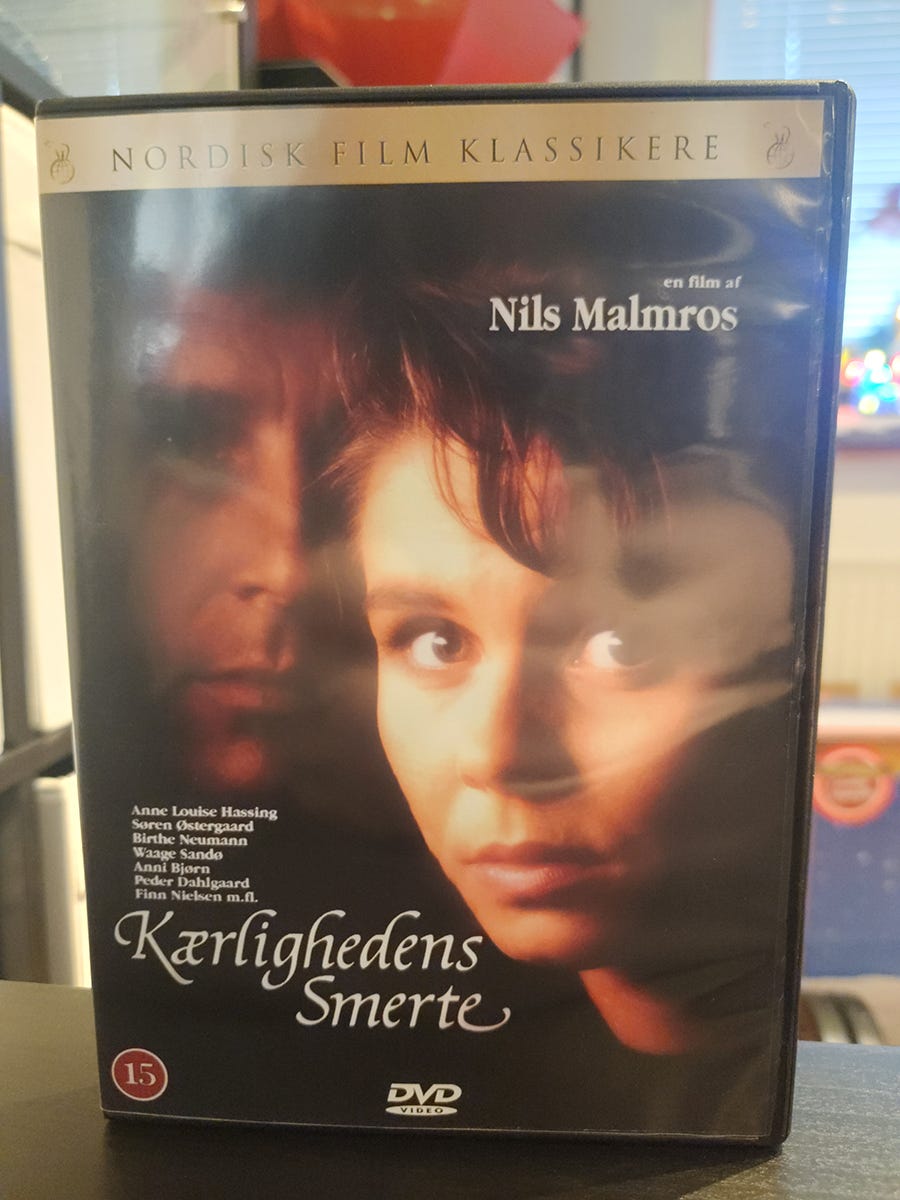 NORDISK FILM KLASSIKERE
en film af
Nils Malmros
Anne Louise Hassing
Søren Østergaard
Birthe Neumann
Waage Sandø
Anni Bjørn
Peder Dahlgaard
Finn Nielsen m.fl.
Kærlighedens
Smerte
15
DVD
VIDEO